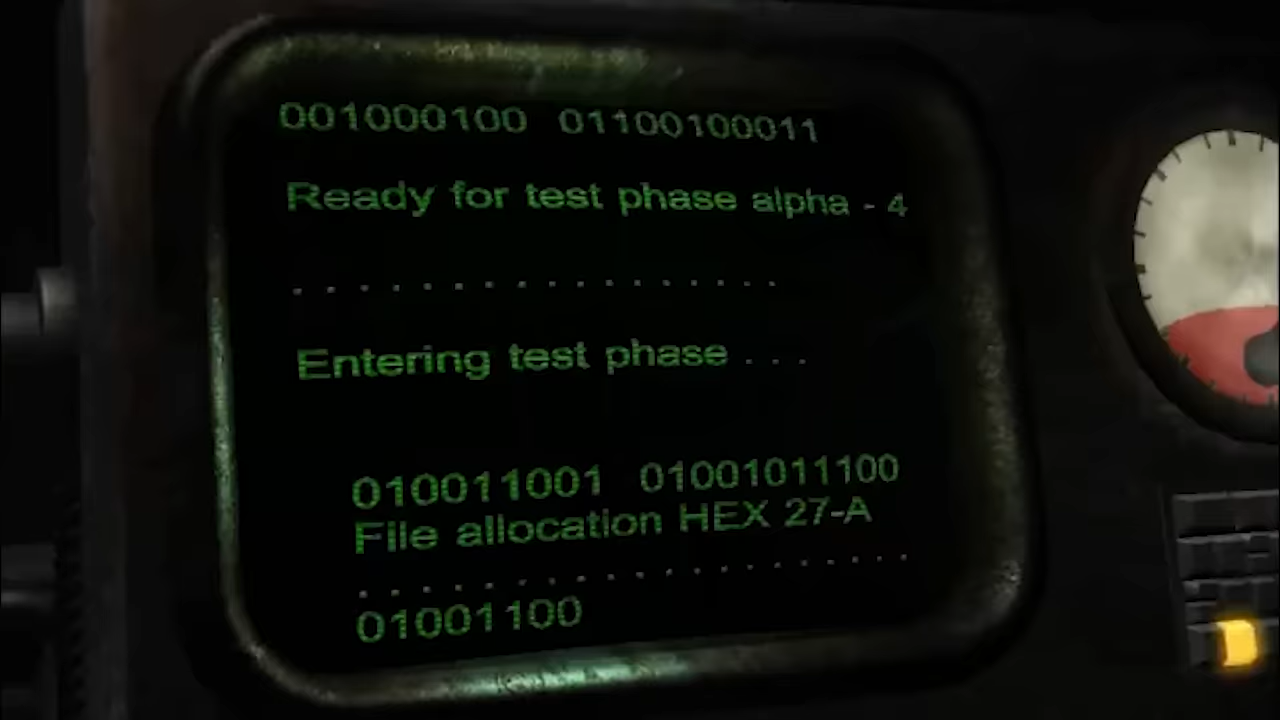 001000100 01100100011
Ready for test phase alpha - 4
. . . . . . . . . . . . . . . . .
Entering test phase . . .
010011001 01001011100
File allocation HEX 27-A
. . . . . . . . . . . . . . . . . .
01001100